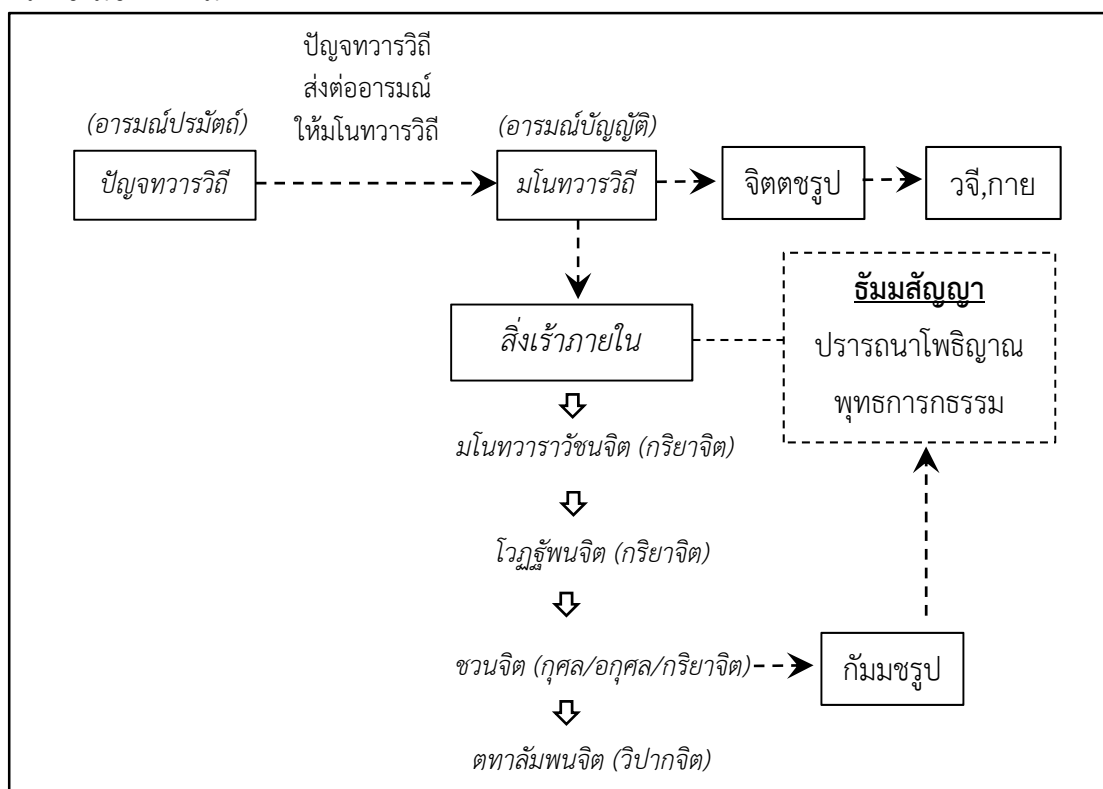 ปัญจทวารวิถี
ส่งต่ออารมณ์
ให้มโนทวารวิถี
(อารมณ์ปรมัตถ์)
(อารมณ์บัญญัติ)
ปัญจทวารวิถี
มโนทวารวิถี
จิตตชรูป
วจี,กาย
ธัมมสัญญา
ปรารถนาโพธิญาณ
พุทธการกธรรม
สิ่งเร้าภายใน
มโนทวาราวัชนจิต (กริยาจิต)
โวฏฐัพนจิต (กริยาจิต)
ชวนจิต (กุศล/อกุศล/กริยาจิต)
กัมมชรูป
ตทาลัมพนจิต (วิปากจิต)